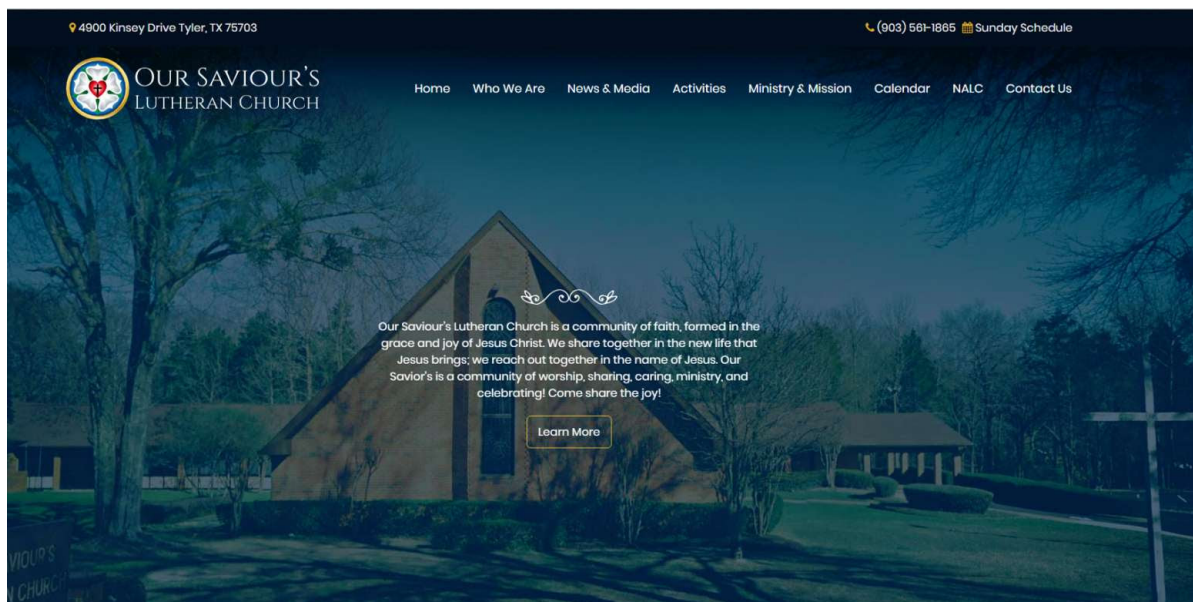 4900 Kinsey Drive Tyler, TX 75703
(903) 561-1865 Sunday Schedule
OUR SAVIOUR'S
LUTHERAN CHURCH
Home Who We Are News & Media Activities Ministry & Mission Calendar NALC Contact Us
Our Saviour's Lutheran Church is a community of faith, formed in the
grace and joy of Jesus Christ. We share together in the new life that
Jesus brings; we reach out together in the name of Jesus. Our
Savior's is a community of worship, sharing, caring, ministry, and
celebrating! Come share the joy!
Learn More
VIOUR'S
N CHURCH